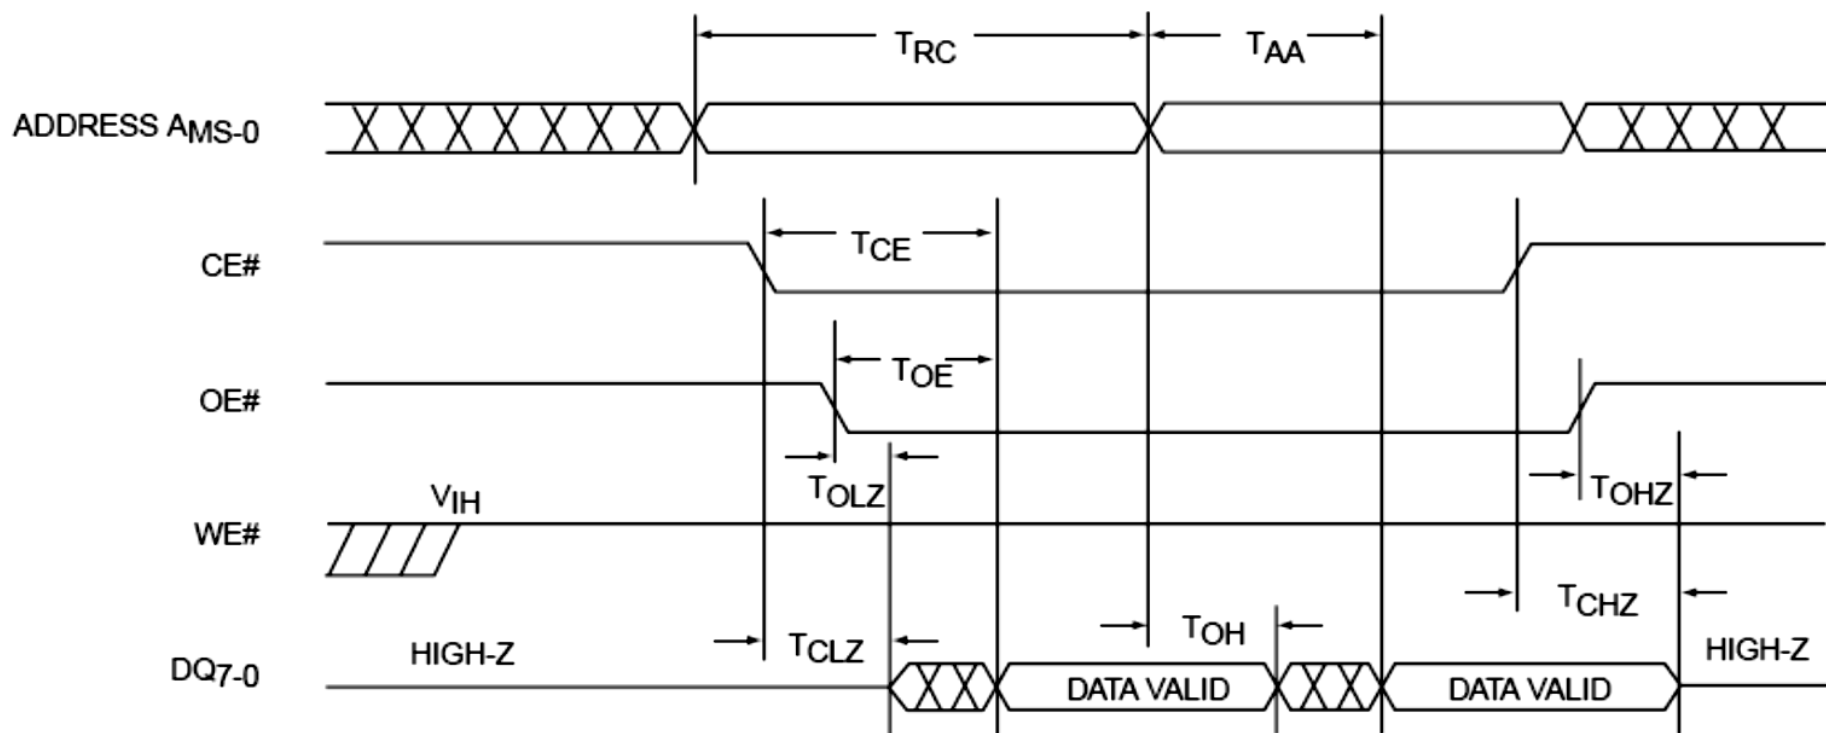 TRC TAA
ADDRESS AMS-0
TCE
CE#
TOE
OE#
TOLZ TOHZ
VIH
WE#
TCHZ
TOH
HIGH-Z TCLZ HIGH-Z
DQ7-0 DATA VALID DATA VALID